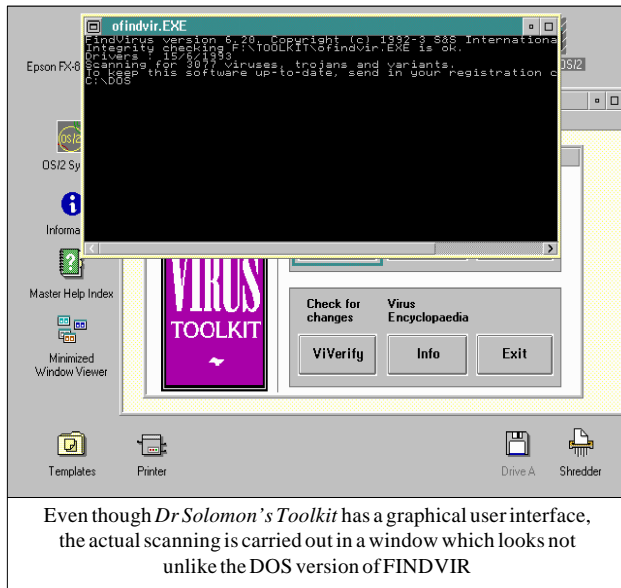 ofindvir.EXE
FindVirus version 6.20. Copyright (c) 1992-3 S&S Internationa
Integrity checking F:\TOOLKIT\ofindvir.EXE is ok.
Drivers : 15/6/1993
Scanning for 3077 viruses, trojans and variants.
To keep this software up-to-date, send in your registration c
C:\DOS
Epson FX-8
OS/2
OS/2 Sy
Informa
Master Help Index
Minimized
Window Viewer
VIRUS
TOOLKIT
Check for
changes
Virus
Encyclopaedia
ViVerify
Info
Exit
Templates
Printer
Drive A
Shredder
Even though Dr Solomon's Toolkit has a graphical user interface,
the actual scanning is carried out in a window which looks not
unlike the DOS version of FINDVIR